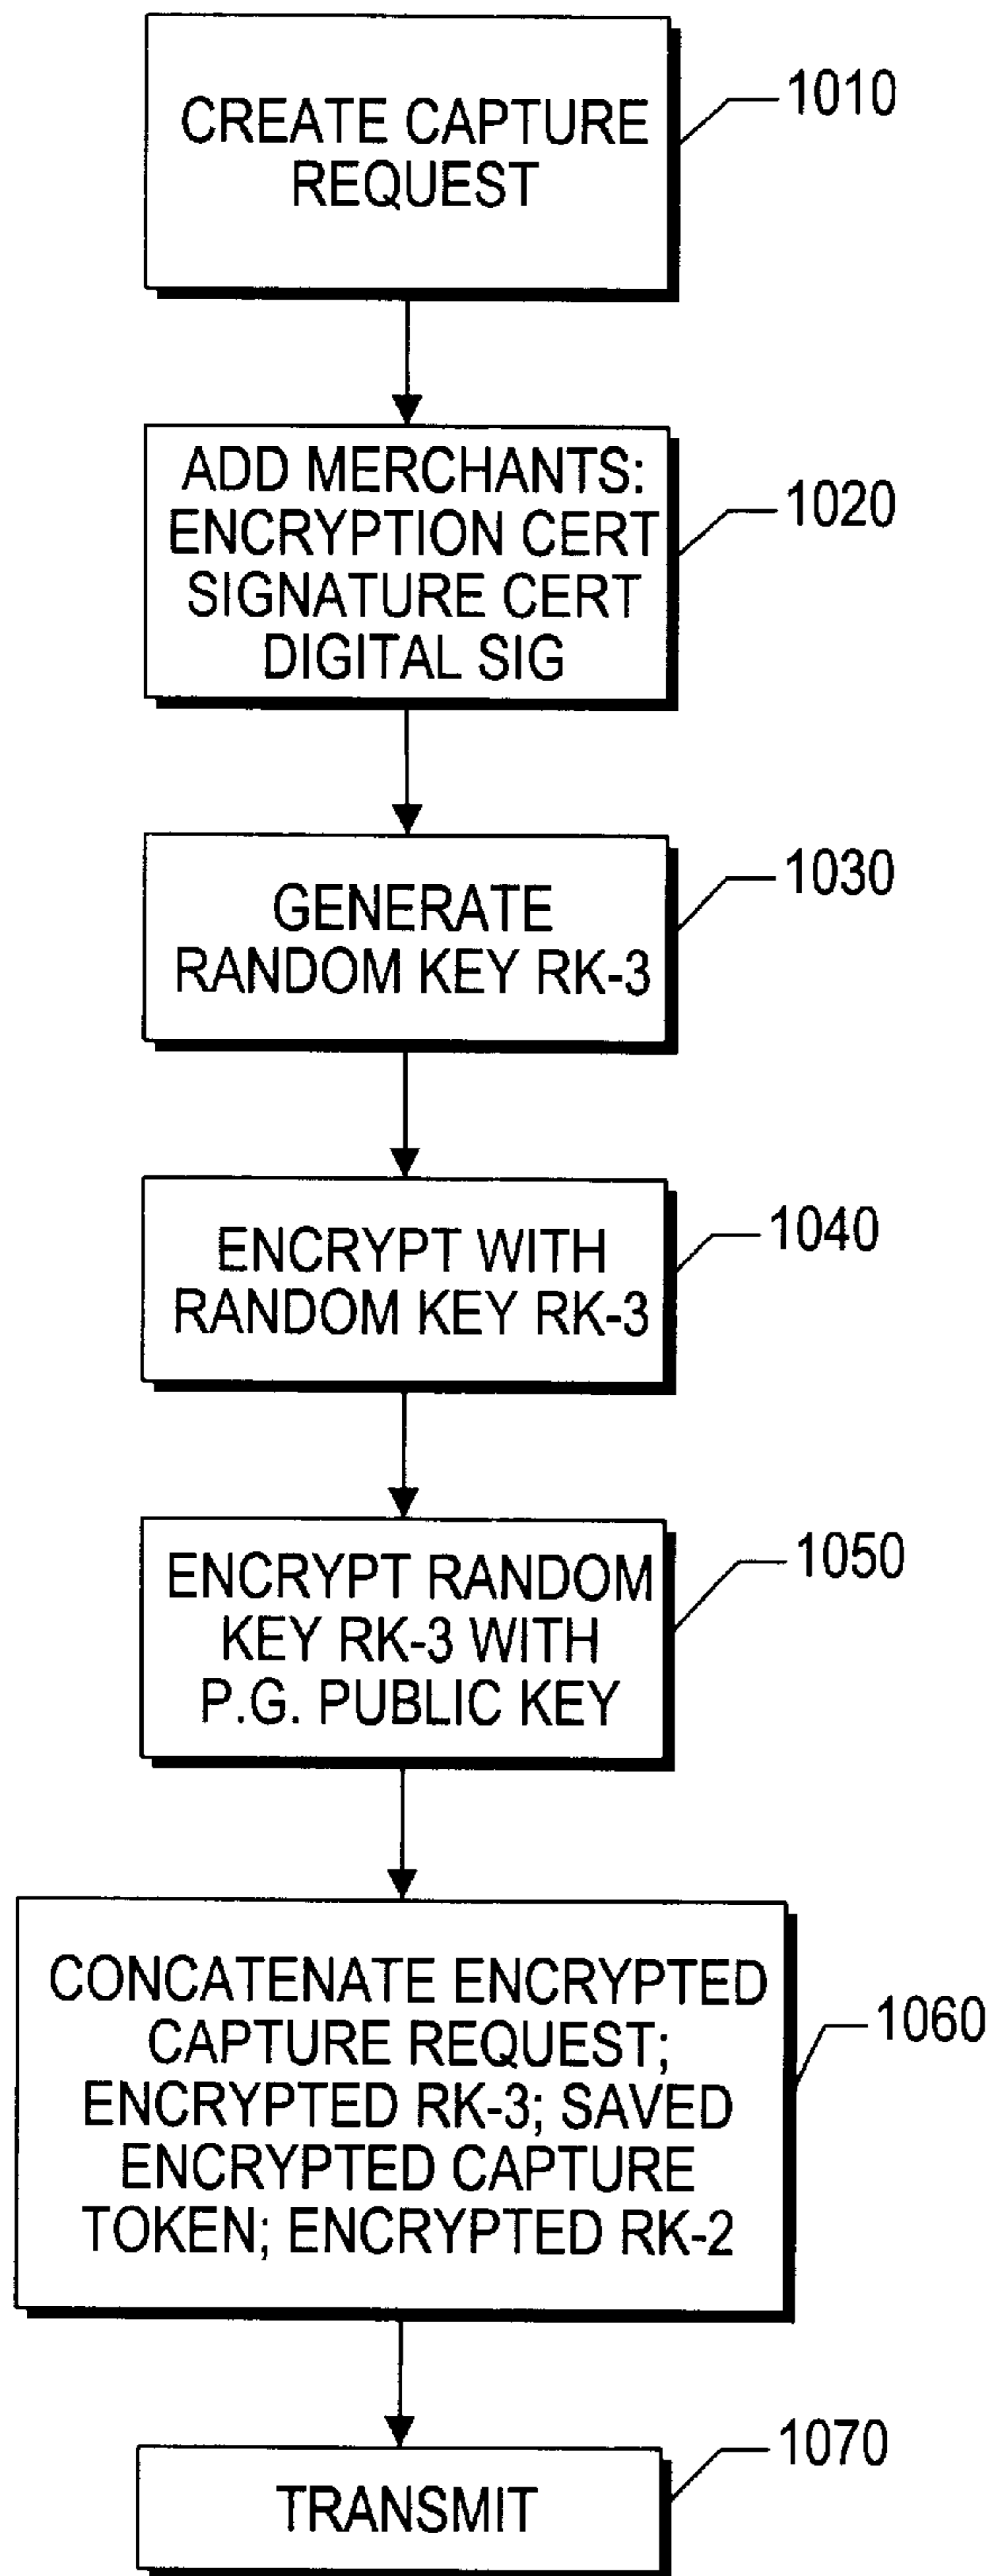 CREATE CAPTURE
REQUEST
1010
ADD MERCHANTS:
ENCRYPTION CERT
SIGNATURE CERT
DIGITAL SIG
1020
GENERATE
RANDOM KEY RK-3
1030
ENCRYPT WITH
RANDOM KEY RK-3
1040
ENCRYPT RANDOM
KEY RK-3 WITH
P.G. PUBLIC KEY
1050
CONCATENATE ENCRYPTED
CAPTURE REQUEST;
ENCRYPTED RK-3; SAVED
ENCRYPTED CAPTURE
TOKEN; ENCRYPTED RK-2
1060
TRANSMIT
1070